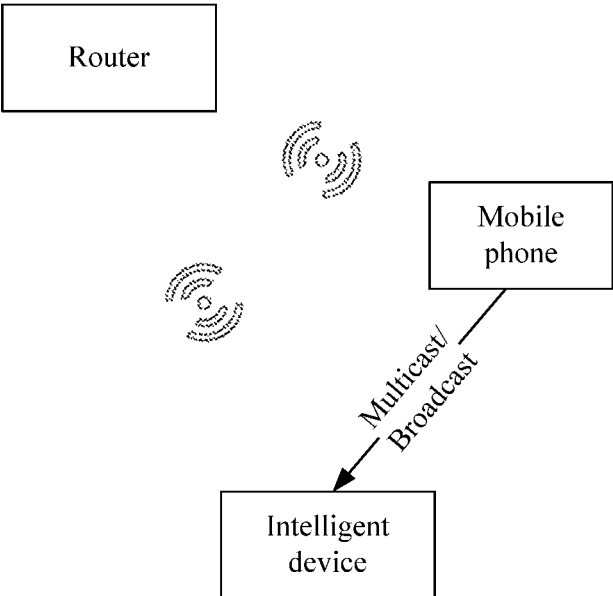 Router
Mobile
phone
Multicast/
Broadcast
Intelligent
device